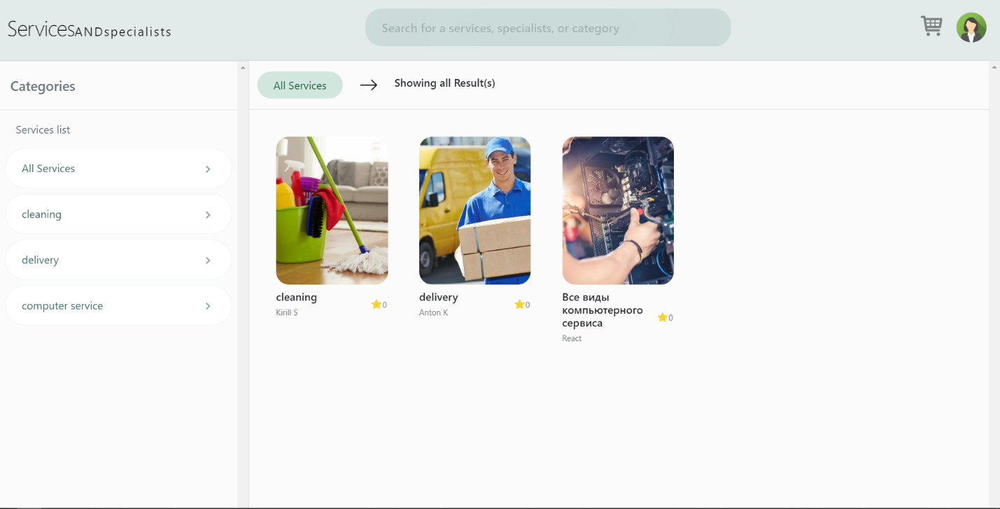 ServicesANDspecialists
Search for a services, specialists, or category
Categories
Services list
All Services
cleaning
delivery
computer service
All Services
Showing all Result(s)
cleaning
Kirill S
0
delivery
Anton K
0
Все виды
компьютерного
сервиса
React
0